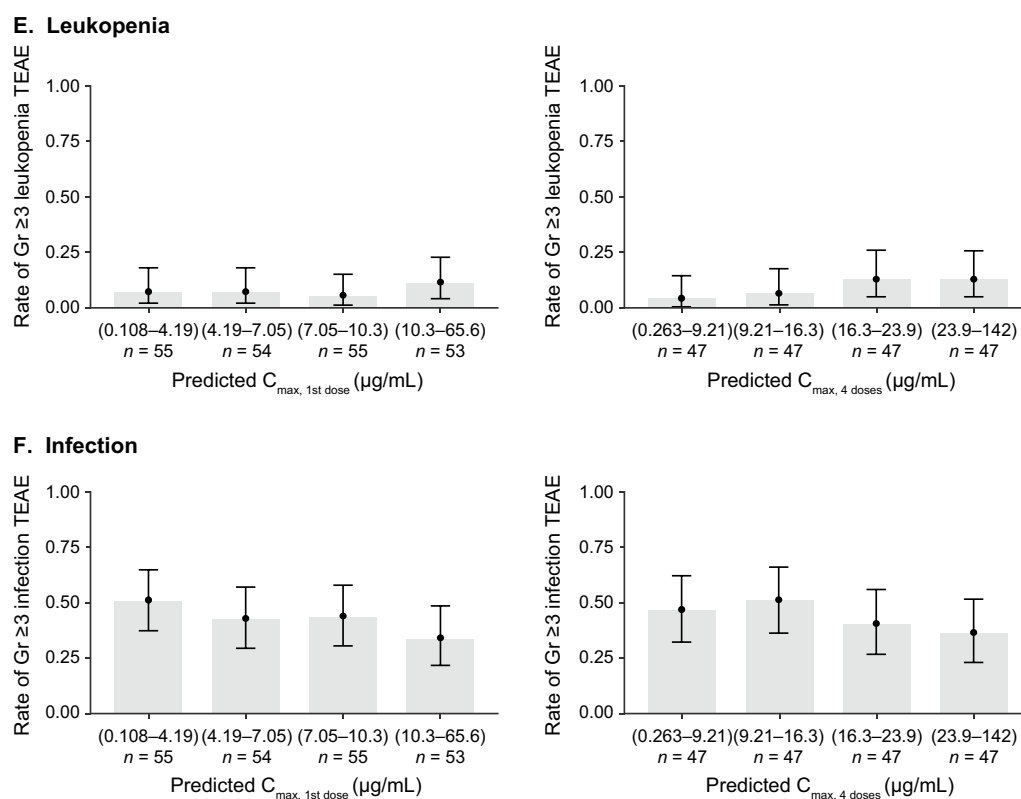 E. Leukopenia
Rate of Gr ≥3 leukopenia TEAE
1.00
0.75
0.50
0.25
0.00
(0.108–4.19) (4.19–7.05) (7.05–10.3) (10.3–65.6)
n = 55 n = 54 n = 55 n = 53
Predicted Cmax, 1st dose (µg/mL)
Rate of Gr ≥3 leukopenia TEAE
1.00
0.75
0.50
0.25
0.00
(0.263–9.21) (9.21–16.3) (16.3–23.9) (23.9–142)
n = 47 n = 47 n = 47 n = 47
Predicted Cmax, 4 doses (µg/mL)
F. Infection
Rate of Gr ≥3 infection TEAE
1.00
0.75
0.50
0.25
0.00
(0.108–4.19) (4.19–7.05) (7.05–10.3) (10.3–65.6)
n = 55 n = 54 n = 55 n = 53
Predicted Cmax, 1st dose (µg/mL)
Rate of Gr ≥3 infection TEAE
1.00
0.75
0.50
0.25
0.00
(0.263–9.21) (9.21–16.3) (16.3–23.9) (23.9–142)
n = 47 n = 47 n = 47 n = 47
Predicted Cmax, 4 doses (µg/mL)